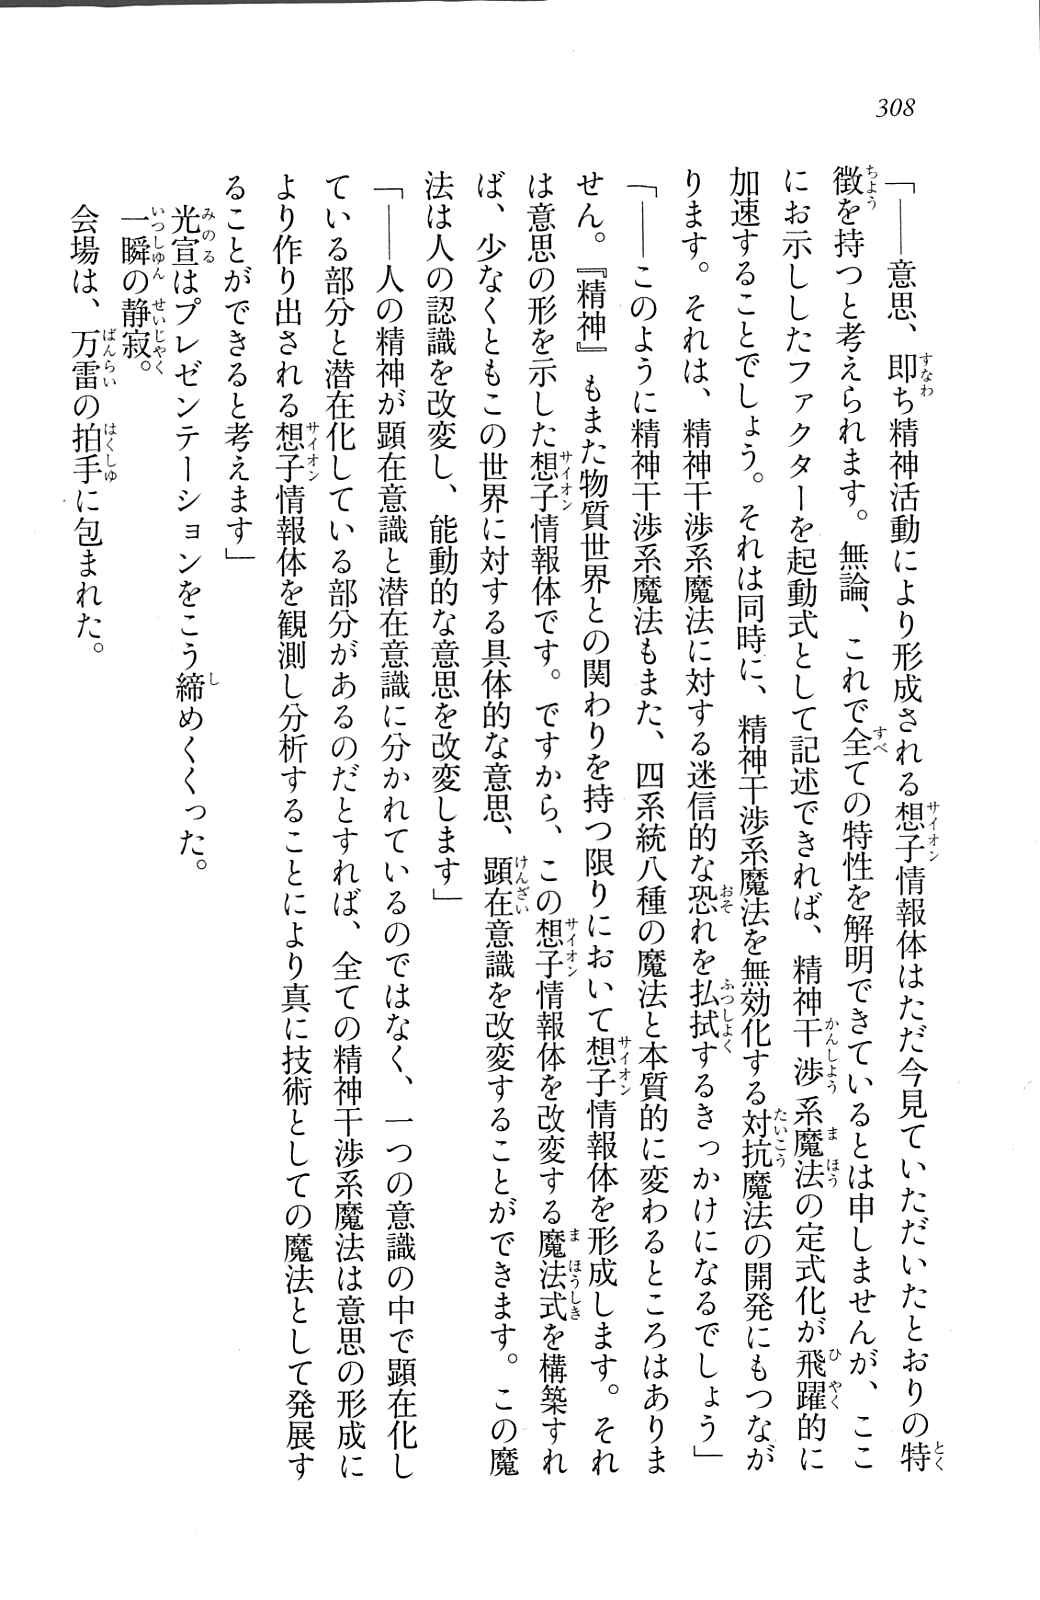 308
「――意思、即ち精神活動により形成される想子情報体はただ今見ていただいたとおりの特
徴を持つと考えられます。無論、これで全ての特性を解明できているとは申しませんが、ここ
にお示ししたファクターを起動式として記述できれば、精神干渉系魔法の定式化が飛躍的に
加速することでしょう。それは同時に、精神干渉系魔法を無効化する対抗魔法の開発にもつなが
ります。それは、精神干渉系魔法に対する迷信的な恐れを払拭するきっかけになるでしょう」
「――このように精神干渉系魔法もまた、四系統八種の魔法と本質的に変わるところはありま
せん。『精神』もまた物質世界との関わりを持つ限りにおいて想子情報体を形成します。それ
は意思の形を示した想子情報体です。ですから、この想子情報体を改変する魔法式を構築すれ
ば、少なくともこの世界に対する具体的な意思、顕在意識を改変することができます。この魔
法は人の認識を改変し、能動的な意思を改変します」
「――人の精神が顕在意識と潜在意識に分かれているのではなく、一つの意識の中で顕在化し
ている部分と潜在化している部分があるのだとすれば、全ての精神干渉系魔法は意思の形成に
より作り出される想子情報体を観測し分析することにより真に技術としての魔法として発展す
ることができると考えます」
光宣はプレゼンテーションをこう締めくくった。
一瞬の静寂。
会場は、万雷の拍手に包まれた。